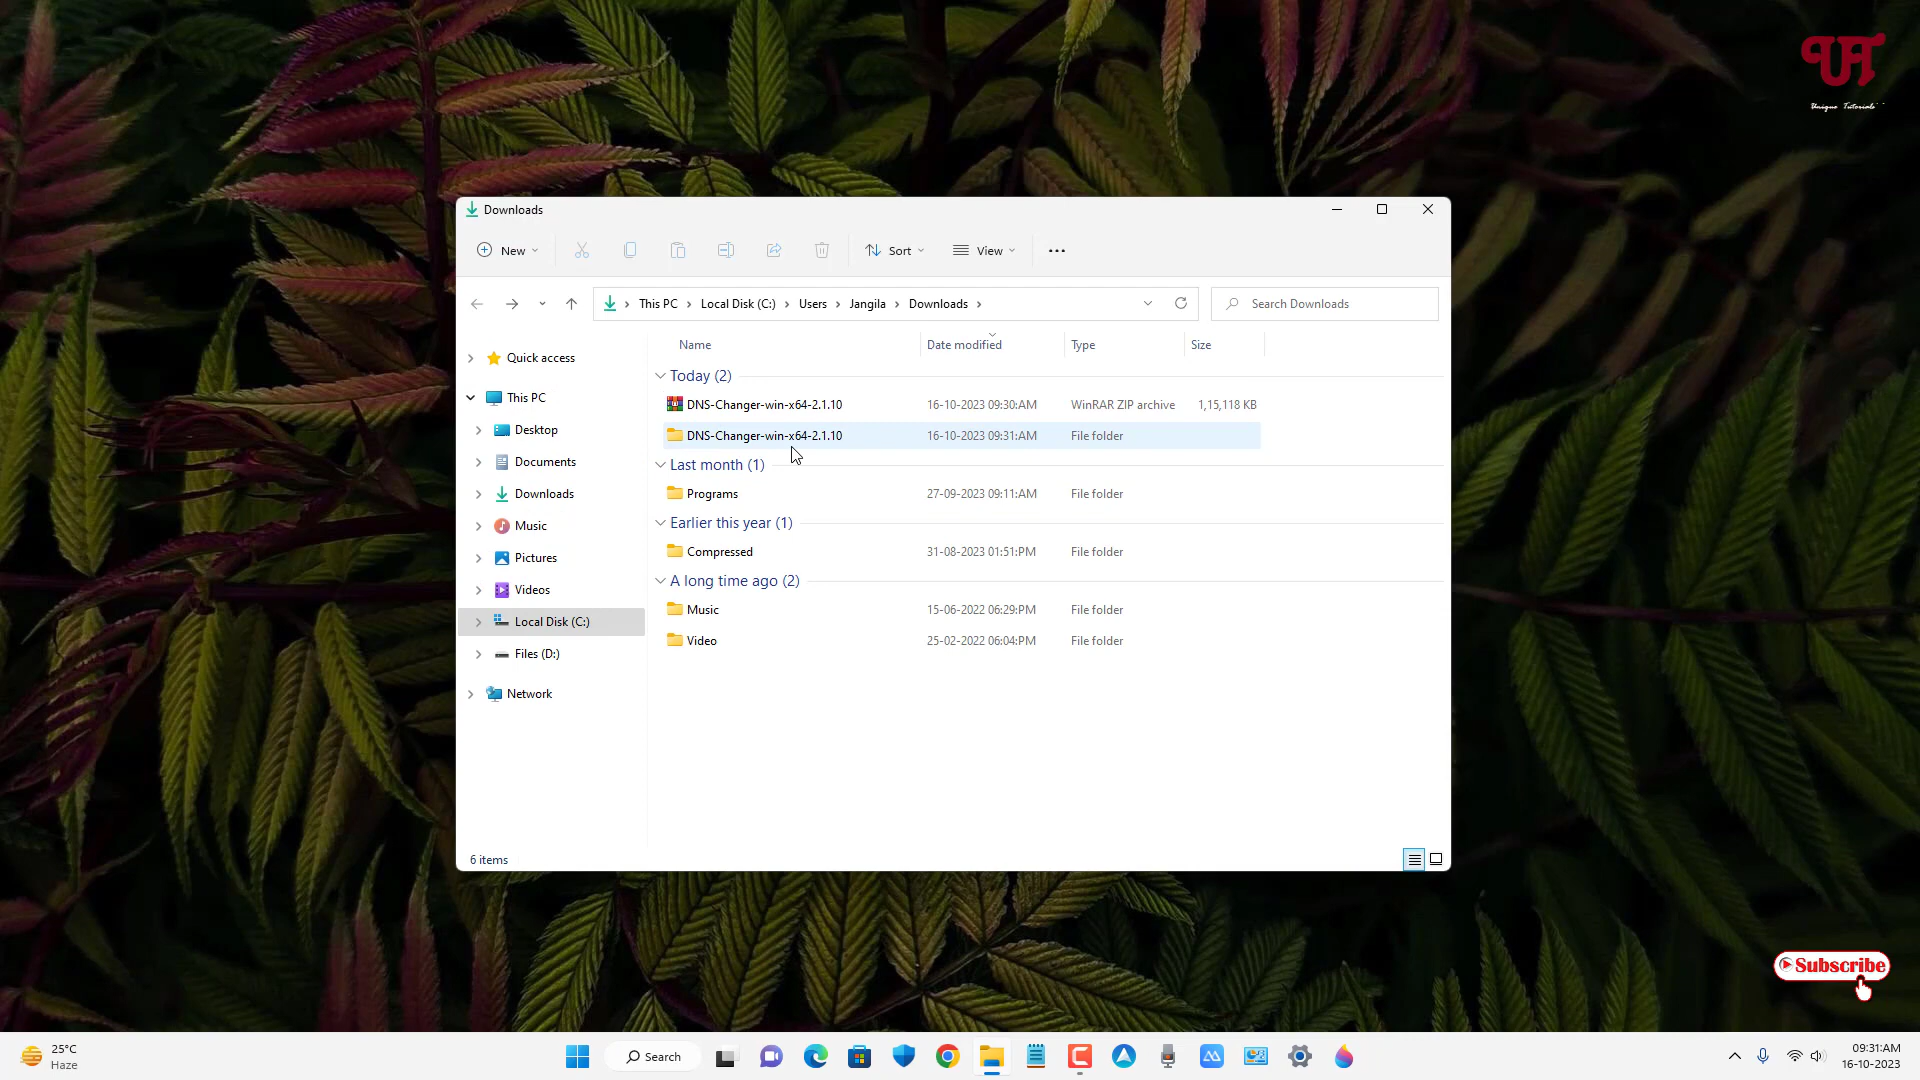 Unique Tutorials
Downloads
New
Sort
View
This PC
Local Disk (C:)
Users
Jangila
Downloads
Search Downloads
Name
Date modified
Type
Size
Quick access
This PC
Desktop
Documents
Downloads
Music
Pictures
Videos
Local Disk (C:)
Files (D:)
Network
Today (2)
DNS-Changer-win-x64-2.1.10 16-10-2023 09:30:AM WinRAR ZIP archive 1,15,118 KB
DNS-Changer-win-x64-2.1.10 16-10-2023 09:31:AM File folder
Last month (1)
Programs 27-09-2023 09:11:AM File folder
Earlier this year (1)
Compressed 31-08-2023 01:51:PM File folder
A long time ago (2)
Music 15-06-2022 06:29:PM File folder
Video 25-02-2022 06:04:PM File folder
6 items
Subscribe
25°C
Haze
Search
09:31:AM
16-10-2023